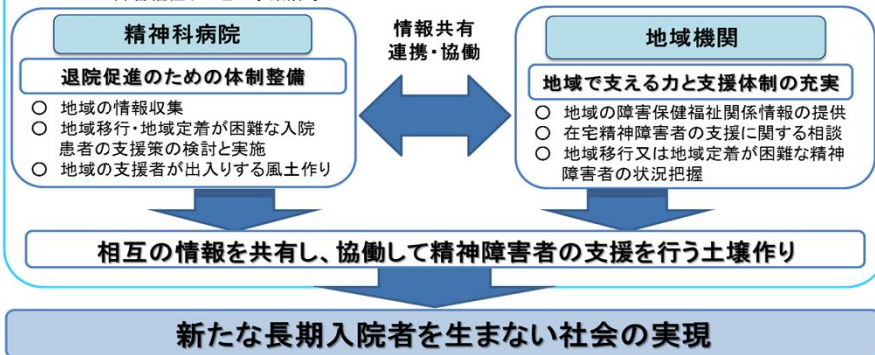 精神科病院
退院促進のための体制整備
○ 地域の情報収集
○ 地域移行・地域定着が困難な入院
患者の支援策の検討と実施
○ 地域の支援者が出入りする風土作り
情報共有
連携・協働
地域機関
地域で支える力と支援体制の充実
○ 地域の障害保健福祉関係情報の提供
○ 在宅精神障害者の支援に関する相談
○ 地域移行又は地域定着が困難な精神
障害者の状況把握
相互の情報を共有し、協働して精神障害者の支援を行う土壌作り
新たな長期入院者を生まない社会の実現